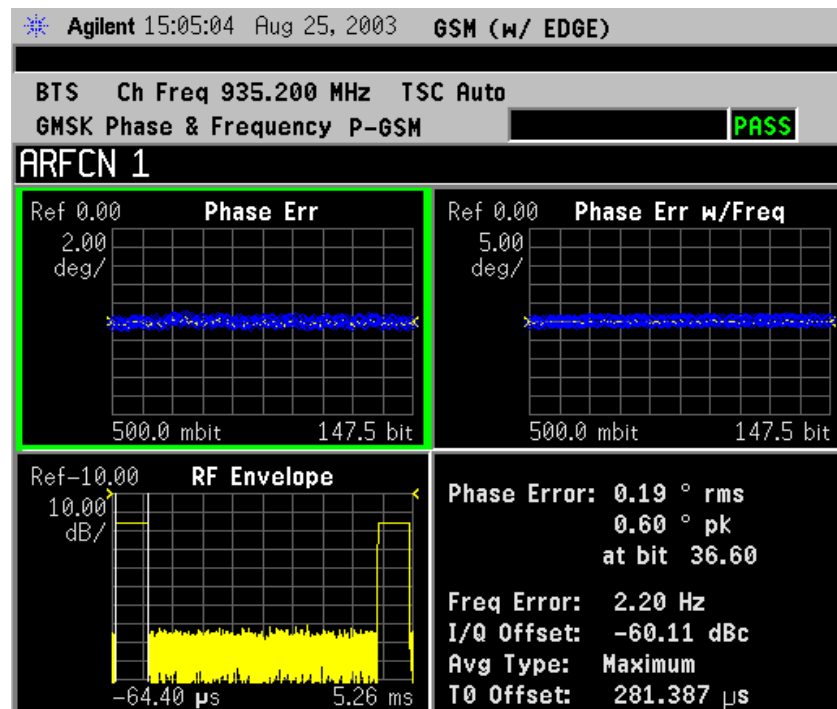 Agilent 15:05:04 Aug 25, 2003 GSM (w/ EDGE)
BTS Ch Freq 935.200 MHz TSC Auto
GMSK Phase & Frequency P-GSM PASS
ARFCN 1
Ref 0.00 Phase Err
2.00
deg/
500.0 mbit 147.5 bit
Ref 0.00 Phase Err w/Freq
5.00
deg/
500.0 mbit 147.5 bit
Ref-10.00 RF Envelope
10.00
dB/
-64.40 µs 5.26 ms
Phase Error: 0.19 ° rms
0.60 ° pk
at bit 36.60
Freq Error: 2.20 Hz
I/Q Offset: -60.11 dBc
Avg Type: Maximum
T0 Offset: 281.387 µs